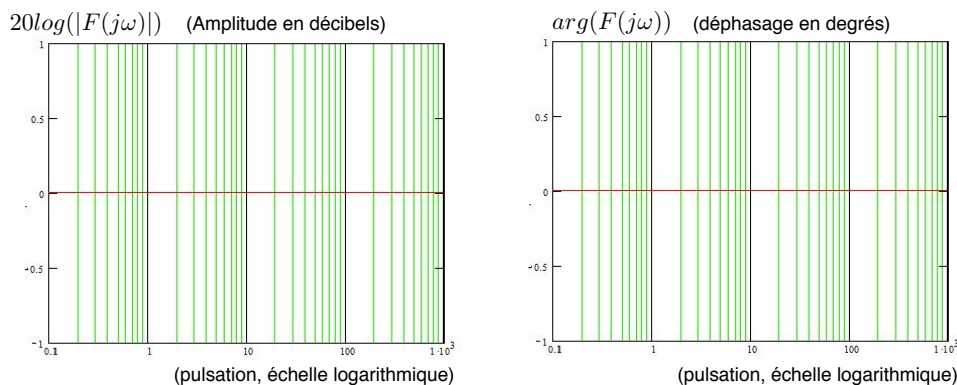 20log(|F(jω)|) (Amplitude en décibels)
1
0.5
0
-0.5
-1
0.1 1 10 100 1·10³
(pulsation, échelle logarithmique)
arg(F(jω)) (déphasage en degrés)
1
0.5
0
-0.5
-1
0.1 1 10 100 1·10³
(pulsation, échelle logarithmique)